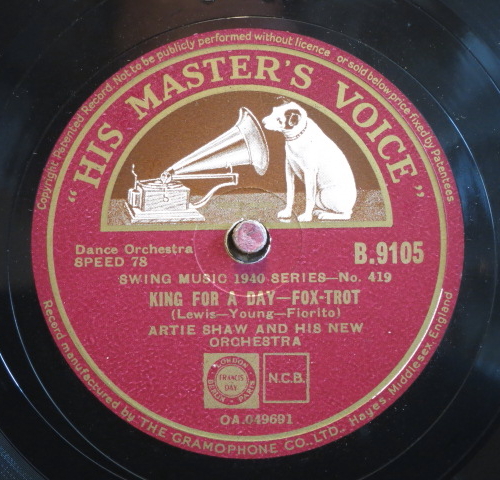 Copyright Patented Record. Not to be publicly performed without licence or sold below price fixed by Patentees.
"HIS MASTER'S VOICE"
Dance Orchestra
SPEED 78
B.9105
SWING MUSIC 1940 SERIES—No. 419
KING FOR A DAY—FOX-TROT
(Lewis—Young—Fiorito)
ARTIE SHAW AND HIS NEW
ORCHESTRA
LONDON
FRANCIS
DAY
N.C.B.
OA.049691
Record manufactured by "THE GRAMOPHONE CO., LTD., Hayes, Middlesex, England.